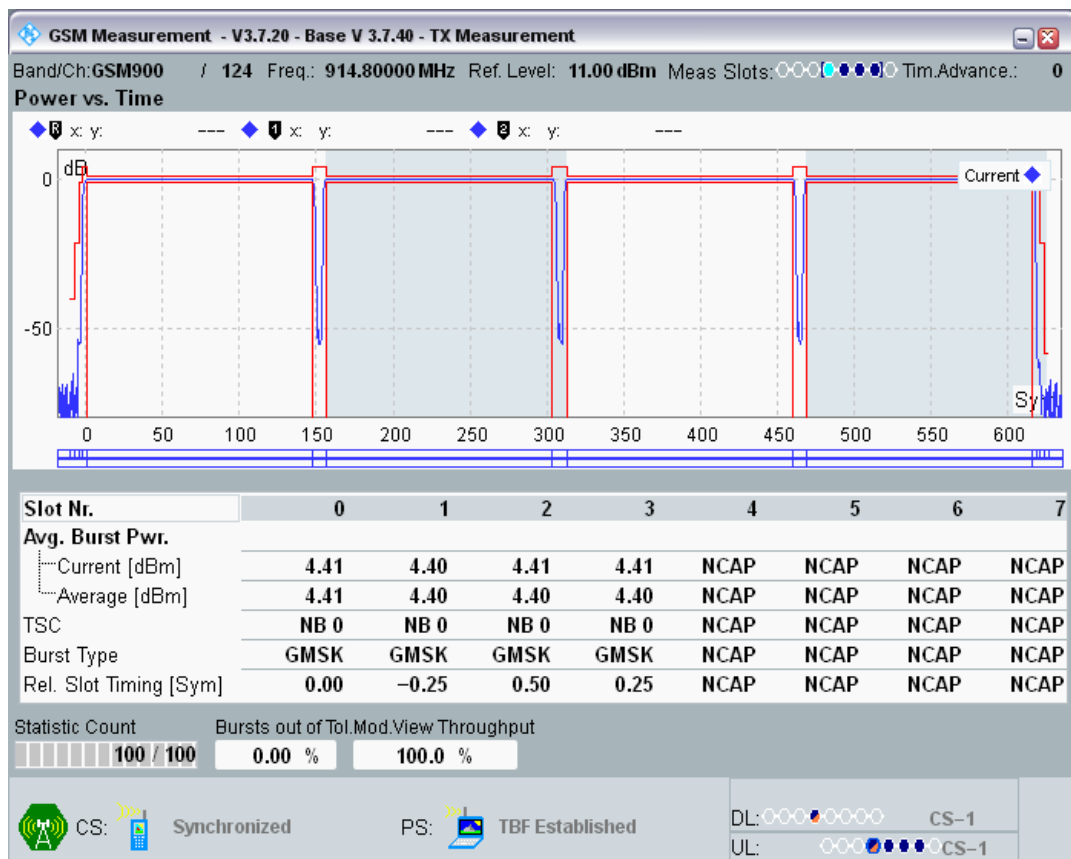 GSM Measurement - V3.7.20 - Base V 3.7.40 - TX Measurement
Band/Ch:GSM900 / 124 Freq.: 914.80000 MHz Ref. Level: 11.00 dBm Meas Slots: Tim.Advance.: 0
Power vs. Time
R x: y: --- 1 x: y: --- 2 x: y: ---
dB
Current
0
-50
Sy
0 50 100 150 200 250 300 350 400 450 500 550 600
Slot Nr. 0 1 2 3 4 5 6 7
Avg. Burst Pwr.
Current [dBm] 4.41 4.40 4.41 4.41 NCAP NCAP NCAP NCAP
Average [dBm] 4.41 4.40 4.40 4.40 NCAP NCAP NCAP NCAP
TSC NB 0 NB 0 NB 0 NB 0 NCAP NCAP NCAP NCAP
Burst Type GMSK GMSK GMSK GMSK NCAP NCAP NCAP NCAP
Rel. Slot Timing [Sym] 0.00 −0.25 0.50 0.25 NCAP NCAP NCAP NCAP
Statistic Count Bursts out of Tol.Mod.View Throughput
100 / 100 0.00 % 100.0 %
CS: Synchronized PS: TBF Established
DL: CS−1
UL: CS−1